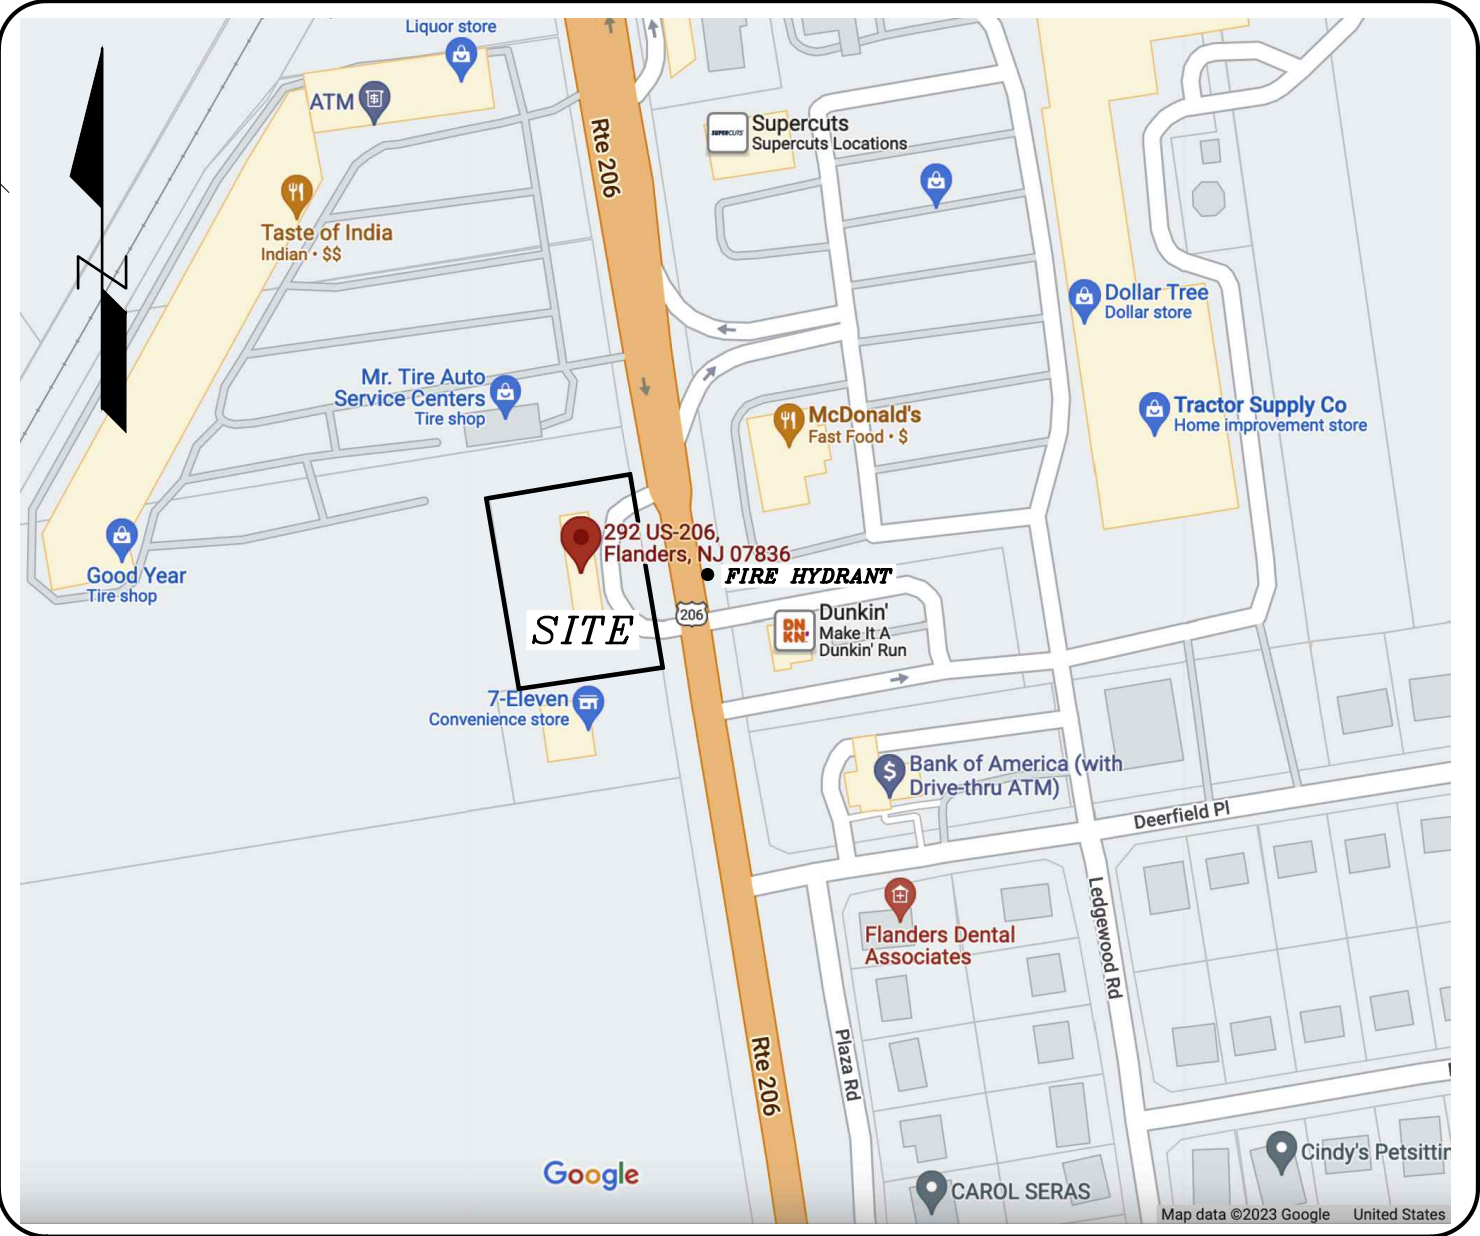 Liquor store
ATM
Rte 206
SUPERCUTS
Supercuts
Supercuts Locations
Taste of India
Indian • $$
N
Dollar Tree
Dollar store
Mr. Tire Auto
Service Centers
Tire shop
McDonald's
Fast Food • $
Tractor Supply Co
Home improvement store
292 US-206,
Flanders, NJ 07836
FIRE HYDRANT
Good Year
Tire shop
SITE
206
DN
KN'
Dunkin'
Make It A
Dunkin' Run
7-Eleven
Convenience store
Bank of America (with
Drive-thru ATM)
Deerfield Pl
Ledgewood Rd
Flanders Dental
Associates
Plaza Rd
Rte 206
Google
CAROL SERAS
Cindy's Petsittin
Map data ©2023 Google United States